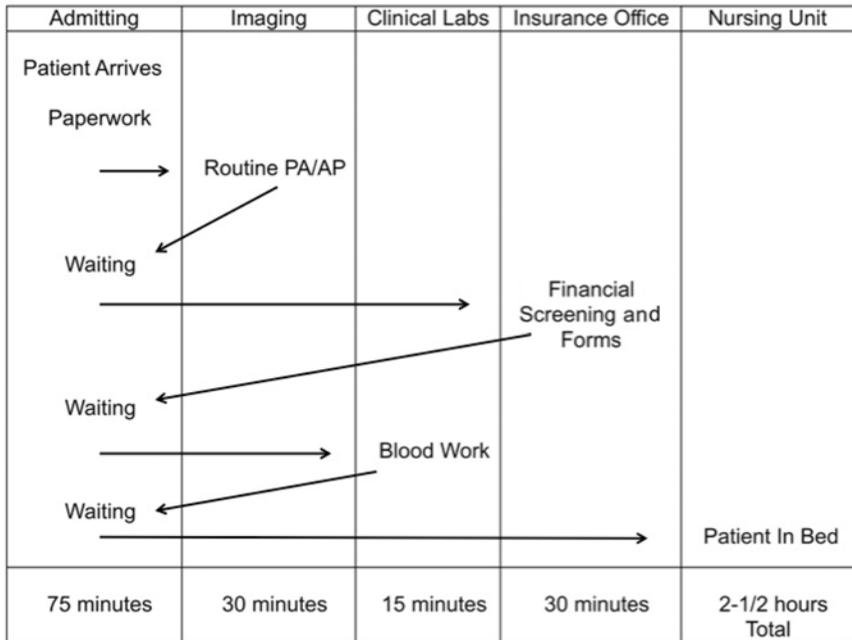 Admitting
Imaging
Clinical Labs
Insurance Office
Nursing Unit
Patient Arrives
Paperwork
Routine PA/AP
Waiting
Financial
Screening and
Forms
Waiting
Blood Work
Waiting
Patient In Bed
75 minutes
30 minutes
15 minutes
30 minutes
2-1/2 hours
Total